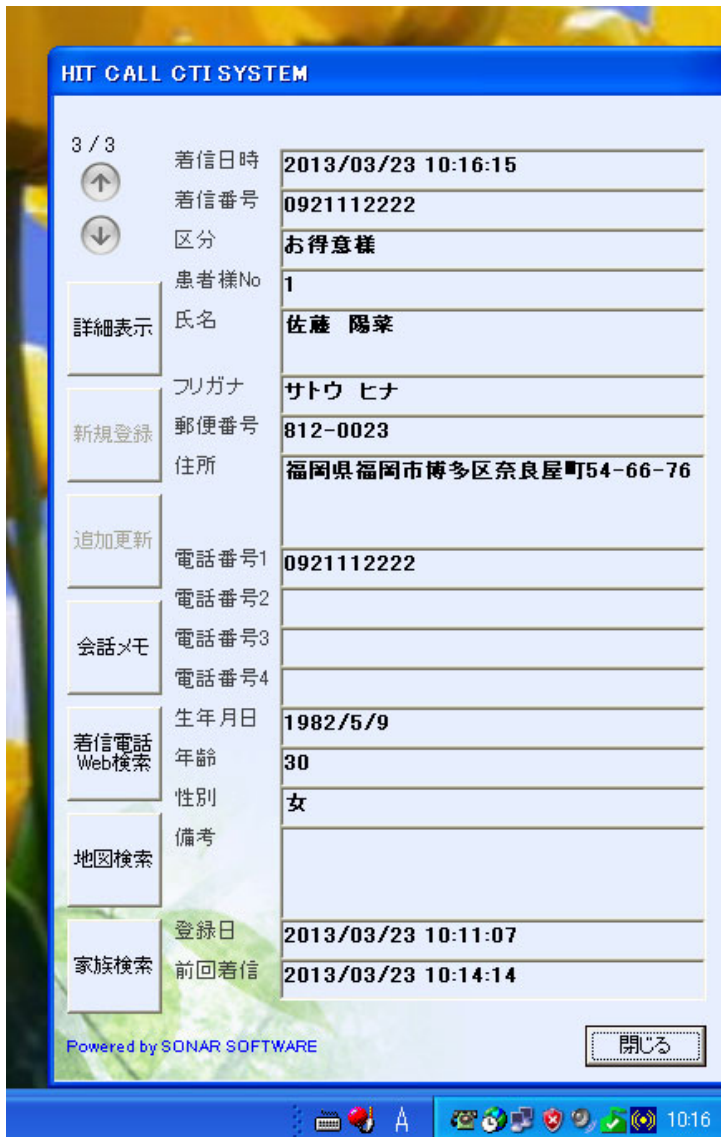 HIT CALL CTI SYSTEM
3 / 3
着信日時 2013/03/23 10:16:15
着信番号 0921112222
区分 お得意様
患者様No 1
詳細表示
氏名 佐藤 陽菜
フリガナ サトウ ヒナ
新規登録
郵便番号 812-0023
住所 福岡県福岡市博多区奈良屋町54-66-76
追加更新
電話番号1 0921112222
電話番号2
会話メモ
電話番号3
電話番号4
生年月日 1982/5/9
着信電話
Web検索
年齢 30
性別 女
備考
地図検索
登録日 2013/03/23 10:11:07
家族検索
前回着信 2013/03/23 10:14:14
Powered by SONAR SOFTWARE
閉じる
A
10:16